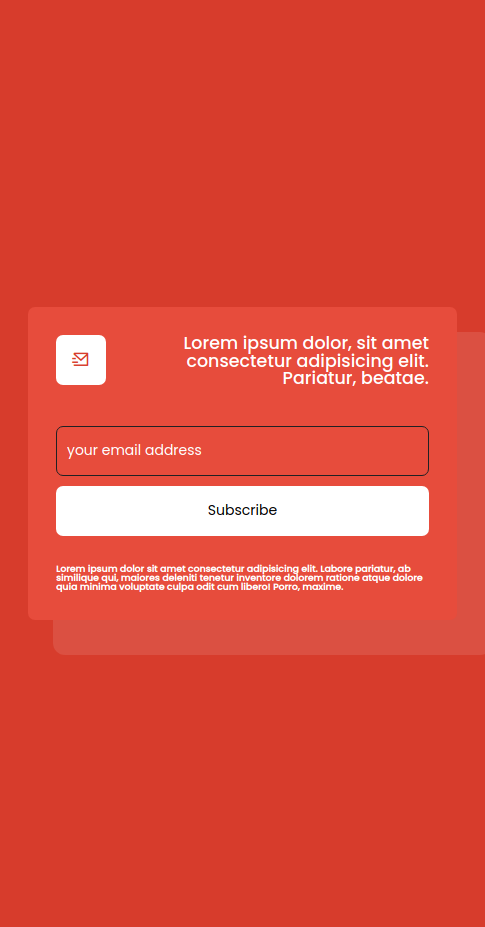 Lorem ipsum dolor, sit amet
consectetur adipisicing elit.
Pariatur, beatae.
your email address
Subscribe
Lorem ipsum dolor sit amet consectetur adipisicing elit. Labore pariatur, ab
similique qui, maiores deleniti tenetur inventore dolorem ratione atque dolore
quia minima voluptate culpa odit cum libero! Porro, maxime.